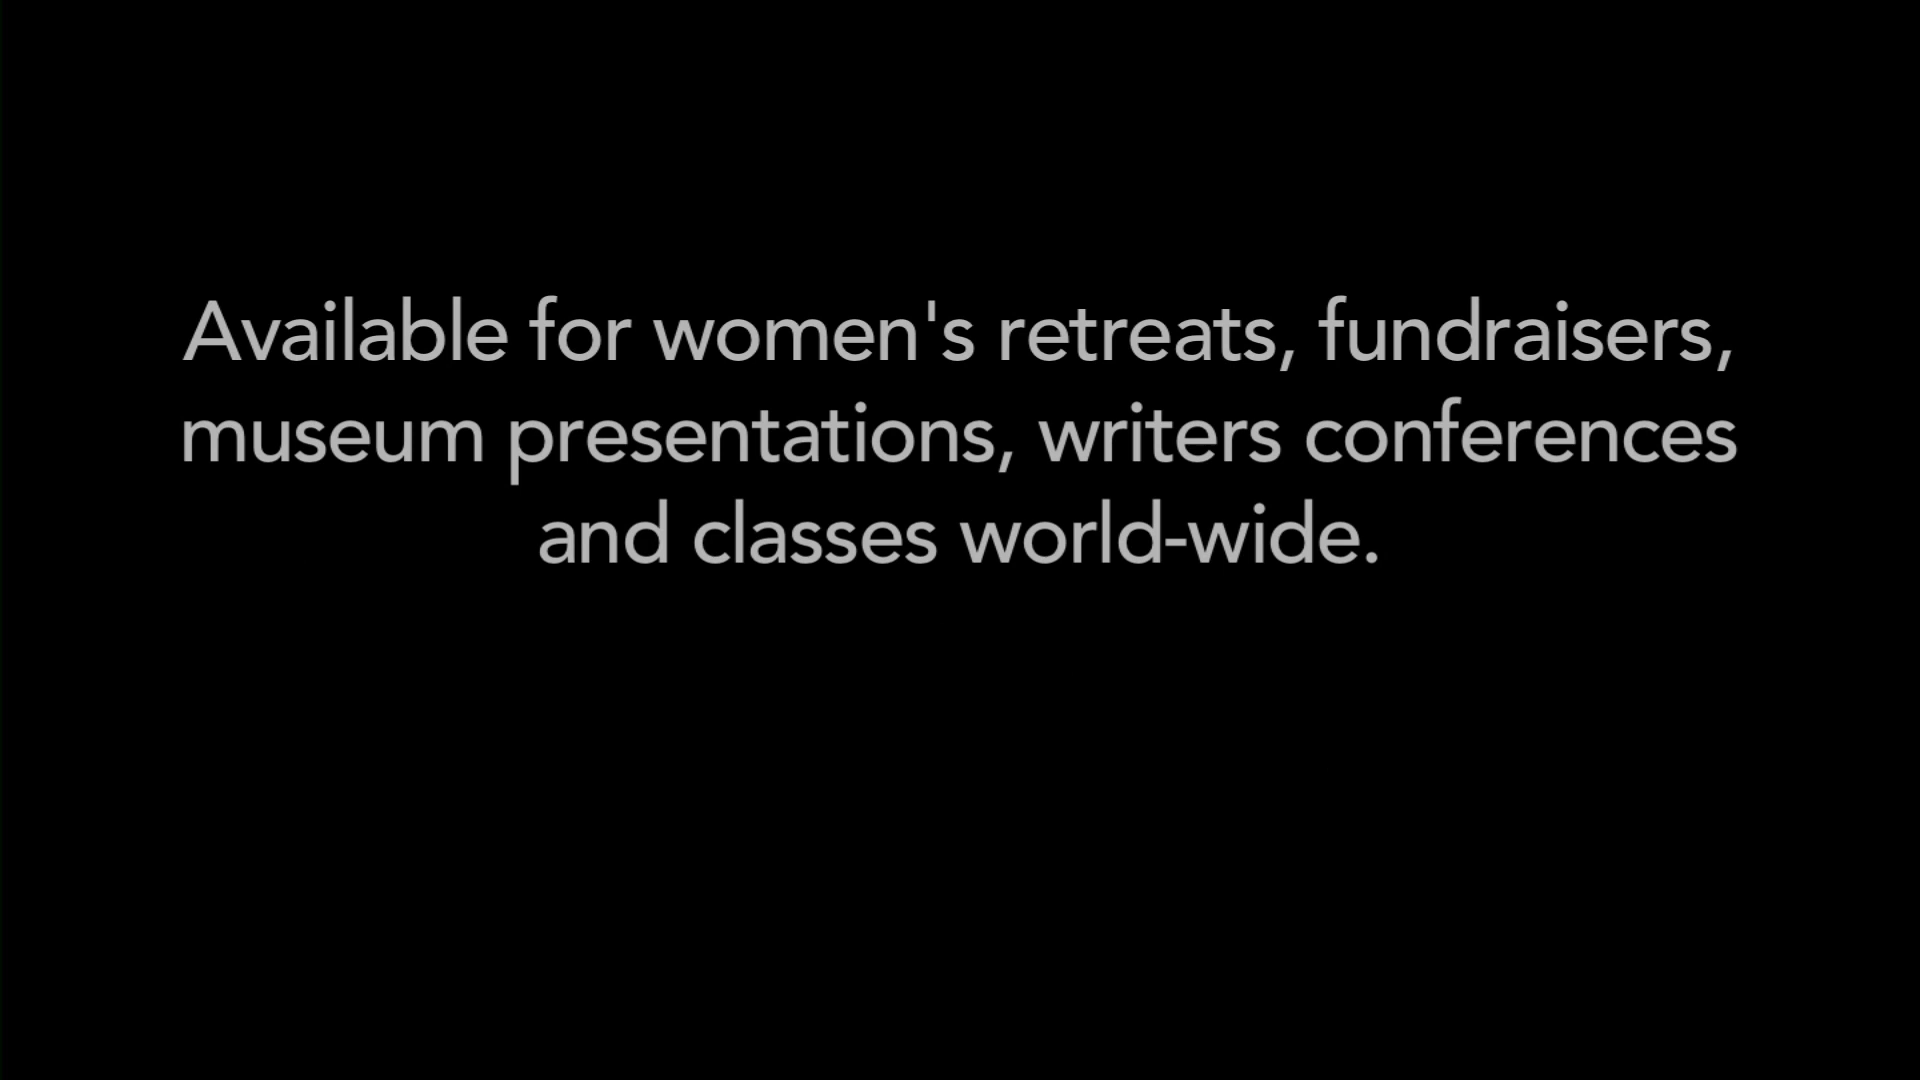 Available for women's retreats, fundraisers,
museum presentations, writers conferences
and classes world-wide.